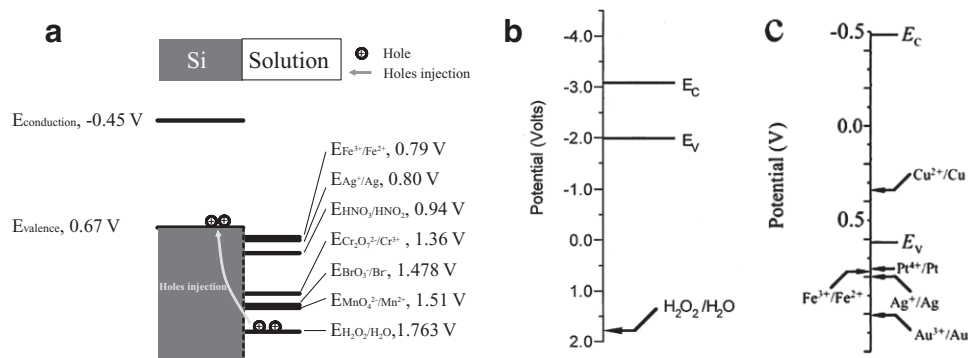 a
Si
Solution
Hole
Holes injection
Econduction, -0.45 V
Evalence, 0.67 V
Holes injection
EFe³⁺/Fe²⁺, 0.79 V
EAg⁺/Ag, 0.80 V
EHNO₃/HNO₂, 0.94 V
ECr₂O₇²⁻/Cr³⁺, 1.36 V
EBrO₃⁻/Br⁻, 1.478 V
EMnO₄²⁻/Mn²⁺, 1.51 V
EH₂O₂/H₂O,1.763 V
b
Potential (Volts)
-4.0
-3.0
-2.0
-1.0
0.0
1.0
2.0
EC
EV
H₂O₂/H₂O
c
Potential (V)
-0.5
0.0
0.5
EC
Cu²⁺/Cu
EV
Pt⁴⁺/Pt
Fe³⁺/Fe²⁺
Ag⁺/Ag
Au³⁺/Au